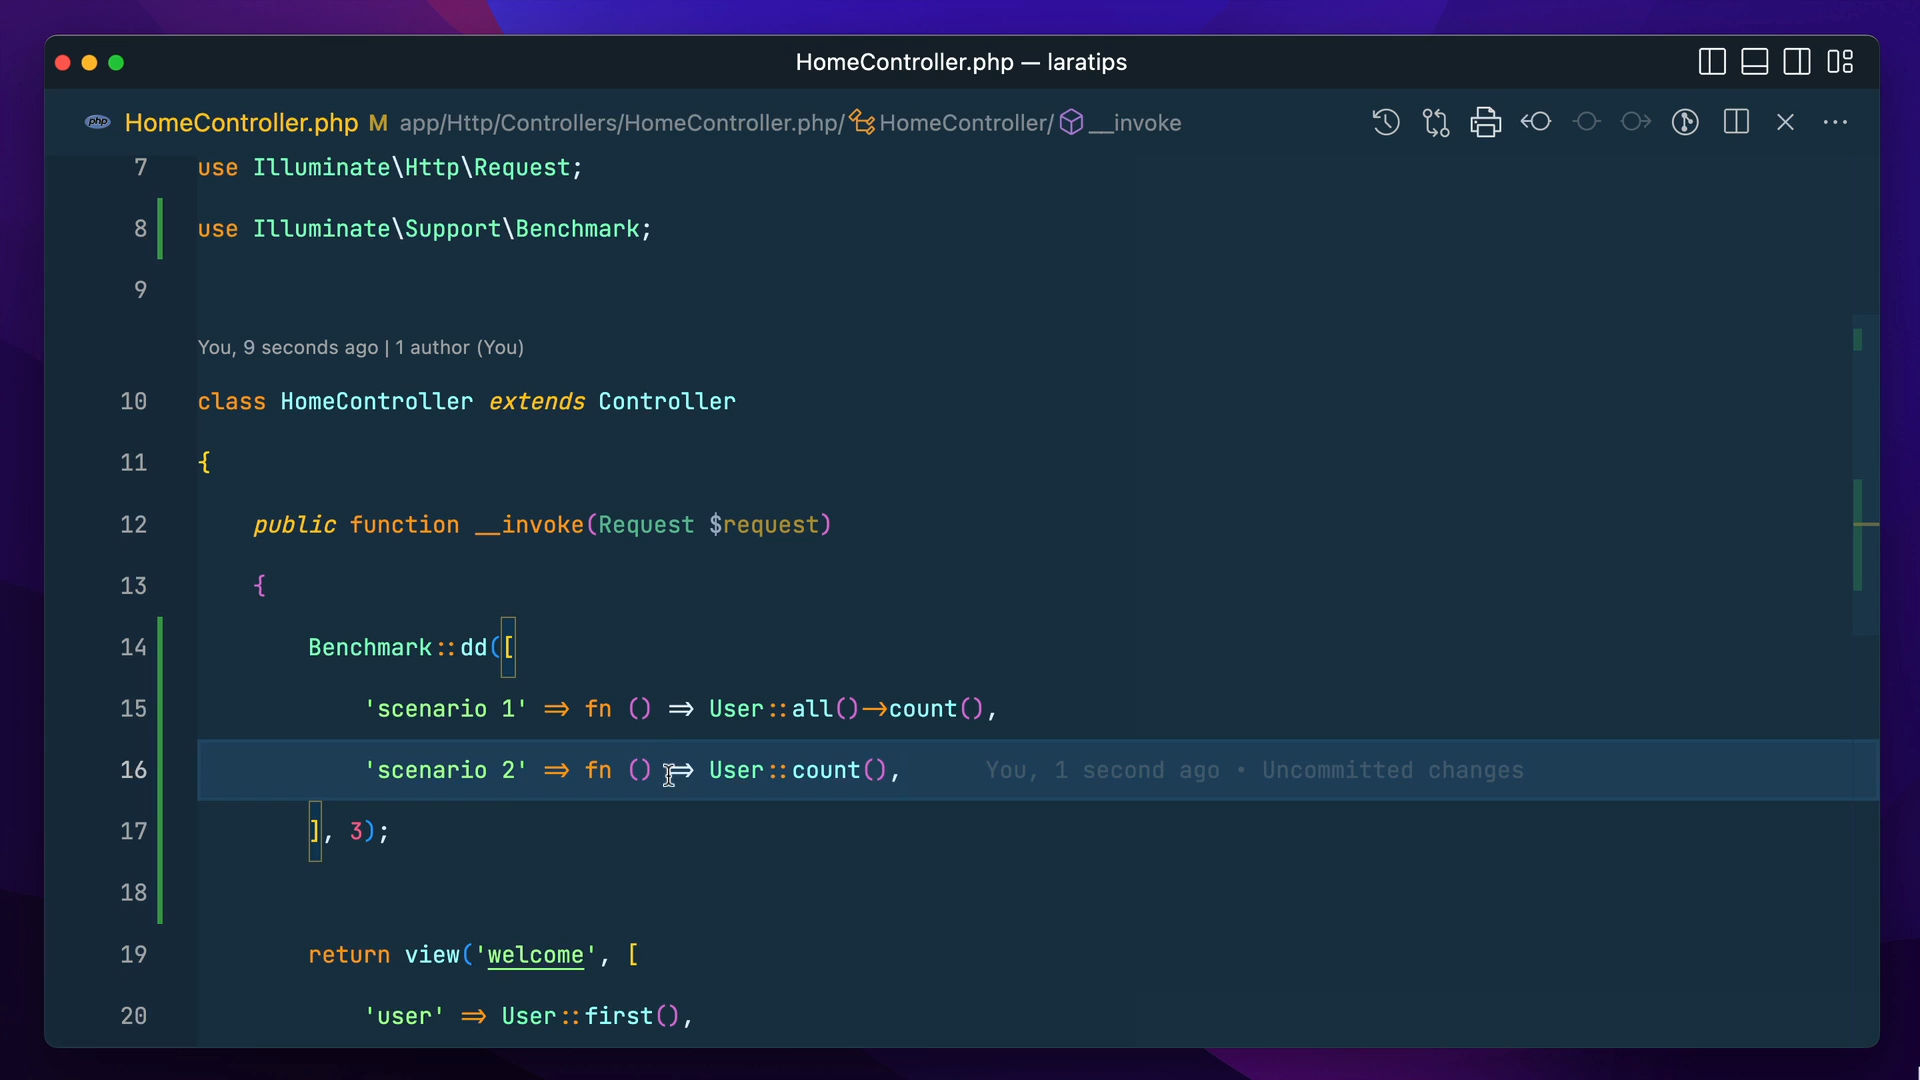 HomeController.php — laratips
php HomeController.php M app/Http/Controllers/HomeController.php/ HomeController/ __invoke
7 use Illuminate\Http\Request;
8 use Illuminate\Support\Benchmark;
9
You, 9 seconds ago | 1 author (You)
10 class HomeController extends Controller
11 {
12 public function __invoke(Request $request)
13 {
14 Benchmark::dd([
15 'scenario 1' => fn () => User::all()->count(),
16 'scenario 2' => fn () => User::count(), You, 1 second ago • Uncommitted changes
17 ], 3);
18
19 return view('welcome', [
20 'user' => User::first(),